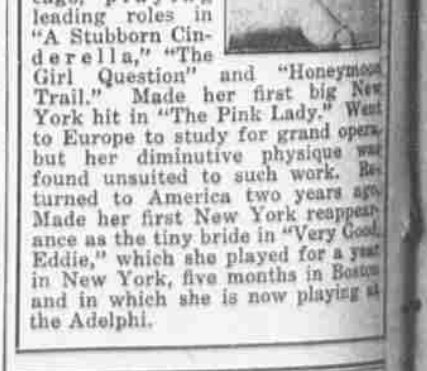 leading roles in
"A Stubborn Cin-
derella," "The
Girl Question" and "Honeymoon
Trail." Made her first big New
York hit in "The Pink Lady." Went
to Europe to study for grand opera,
but her diminutive physique was
found unsuited to such work. Re-
turned to America two years ago.
Made her first New York reappear-
ance as the tiny bride in "Very Good,
Eddie," which she played for a year
in New York, five months in Boston
and in which she is now playing at
the Adelphi.